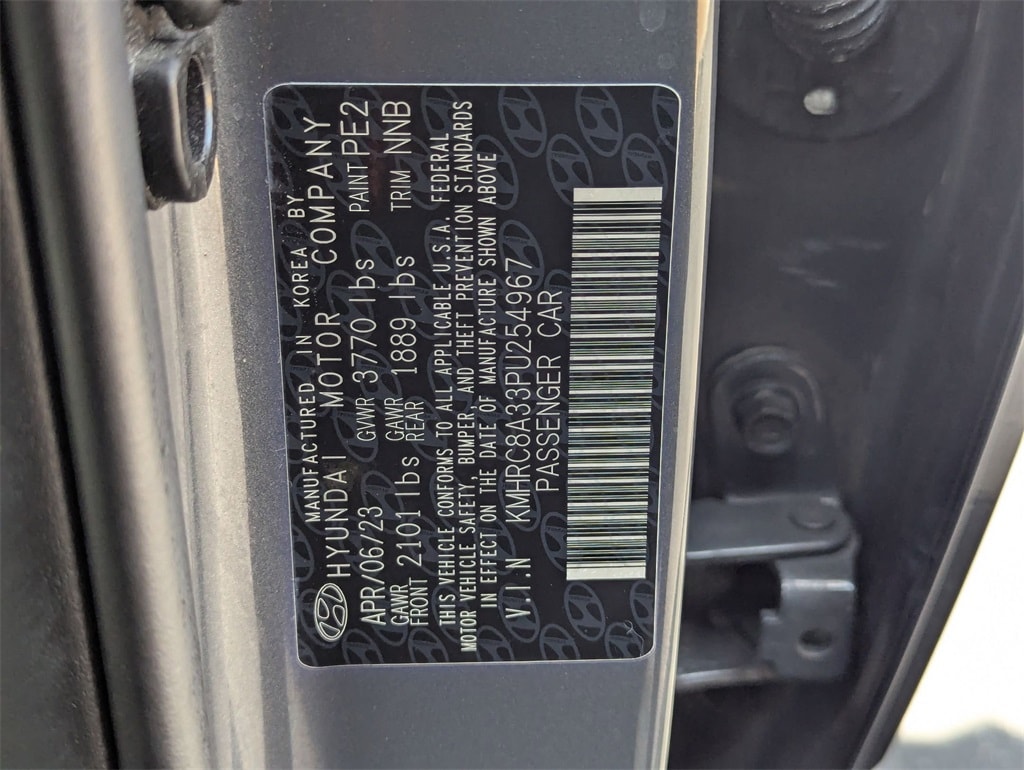 MANUFACTURED IN KOREA BY
HYUNDAI MOTOR COMPANY
APR/06/23 GVWR 3770 lbs PAINT PE2
GAWR FRONT 2101 lbs GAWR REAR 1889 lbs TRIM NNB
THIS VEHICLE CONFORMS TO ALL APPLICABLE U.S.A. FEDERAL
MOTOR VEHICLE SAFETY, BUMPER, AND THEFT PREVENTION STANDARDS
IN EFFECT ON THE DATE OF MANUFACTURE SHOWN ABOVE
V.I.N KMHRC8A33PU254967
PASSENGER CAR